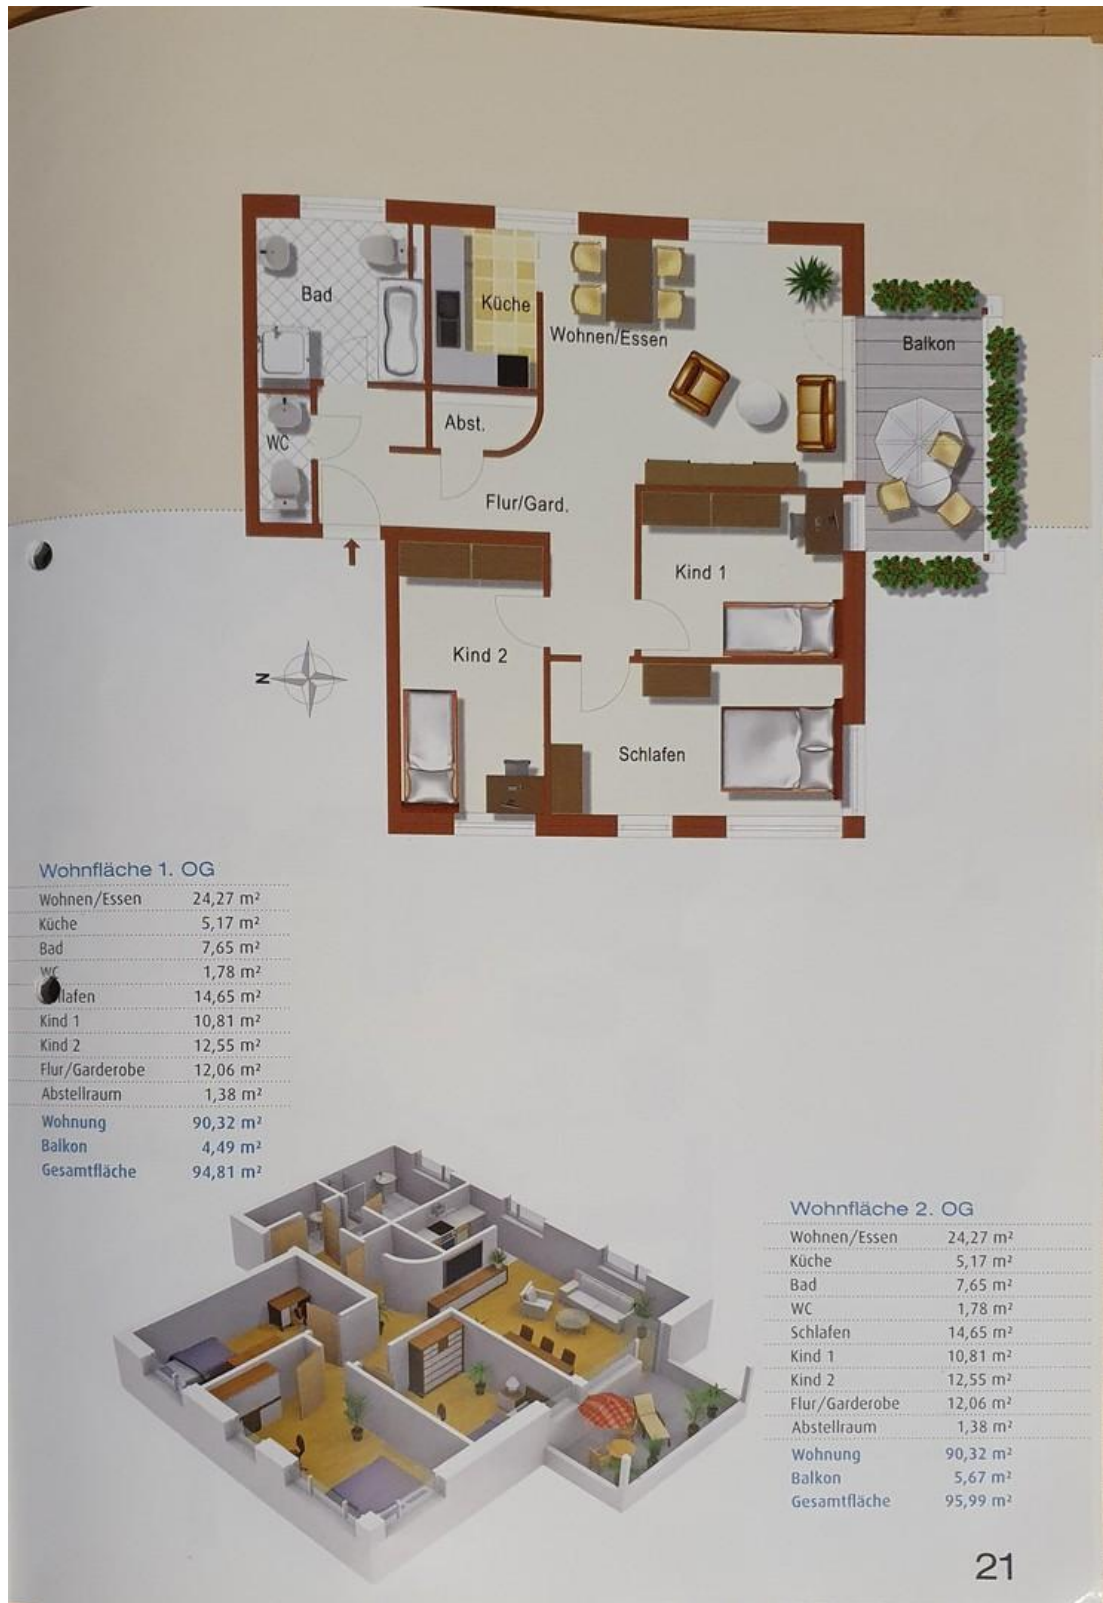 Bad
Küche
Wohnen/Essen
Balkon
Abst.
WC
Flur/Gard.
Kind 1
Kind 2
N
Schlafen
Wohnfläche 1. OG
Wohnen/Essen 24,27 m²
Küche 5,17 m²
Bad 7,65 m²
WC 1,78 m²
lafen 14,65 m²
Kind 1 10,81 m²
Kind 2 12,55 m²
Flur/Garderobe 12,06 m²
Abstellraum 1,38 m²
Wohnung 90,32 m²
Balkon 4,49 m²
Gesamtfläche 94,81 m²
Wohnfläche 2. OG
Wohnen/Essen 24,27 m²
Küche 5,17 m²
Bad 7,65 m²
WC 1,78 m²
Schlafen 14,65 m²
Kind 1 10,81 m²
Kind 2 12,55 m²
Flur/Garderobe 12,06 m²
Abstellraum 1,38 m²
Wohnung 90,32 m²
Balkon 5,67 m²
Gesamtfläche 95,99 m²
21